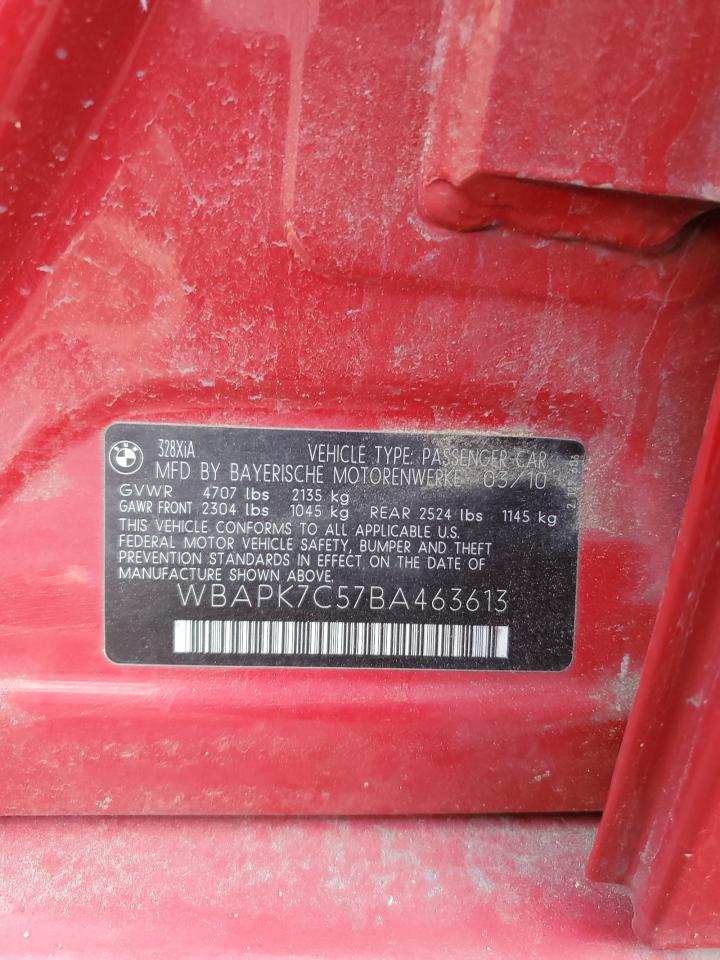 328XiA VEHICLE TYPE: PASSENGER CAR
MFD BY BAYERISCHE MOTORENWERKE 03/10
GVWR 4707 lbs 2135 kg
GAWR FRONT 2304 lbs 1045 kg REAR 2524 lbs 1145 kg
THIS VEHICLE CONFORMS TO ALL APPLICABLE U.S.
FEDERAL MOTOR VEHICLE SAFETY, BUMPER AND THEFT
PREVENTION STANDARDS IN EFFECT ON THE DATE OF
MANUFACTURE SHOWN ABOVE.
WBAPK7C57BA463613